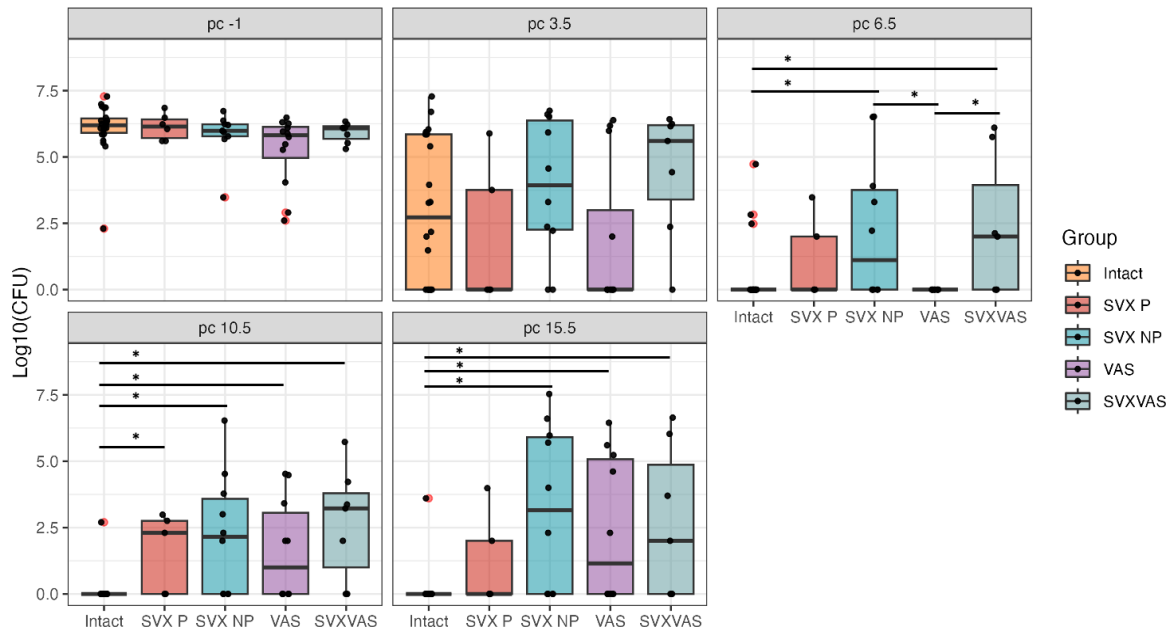 pc -1
pc 3.5
pc 6.5
7.5
5.0
2.5
0.0
* 
*
*
*
Intact SVX P SVX NP VAS SVXVAS
pc 10.5
pc 15.5
7.5
5.0
2.5
0.0
*
*
*
*
*
*
*
Intact SVX P SVX NP VAS SVXVAS
Intact SVX P SVX NP VAS SVXVAS
Log10(CFU)
Group
Intact
SVX P
SVX NP
VAS
SVXVAS